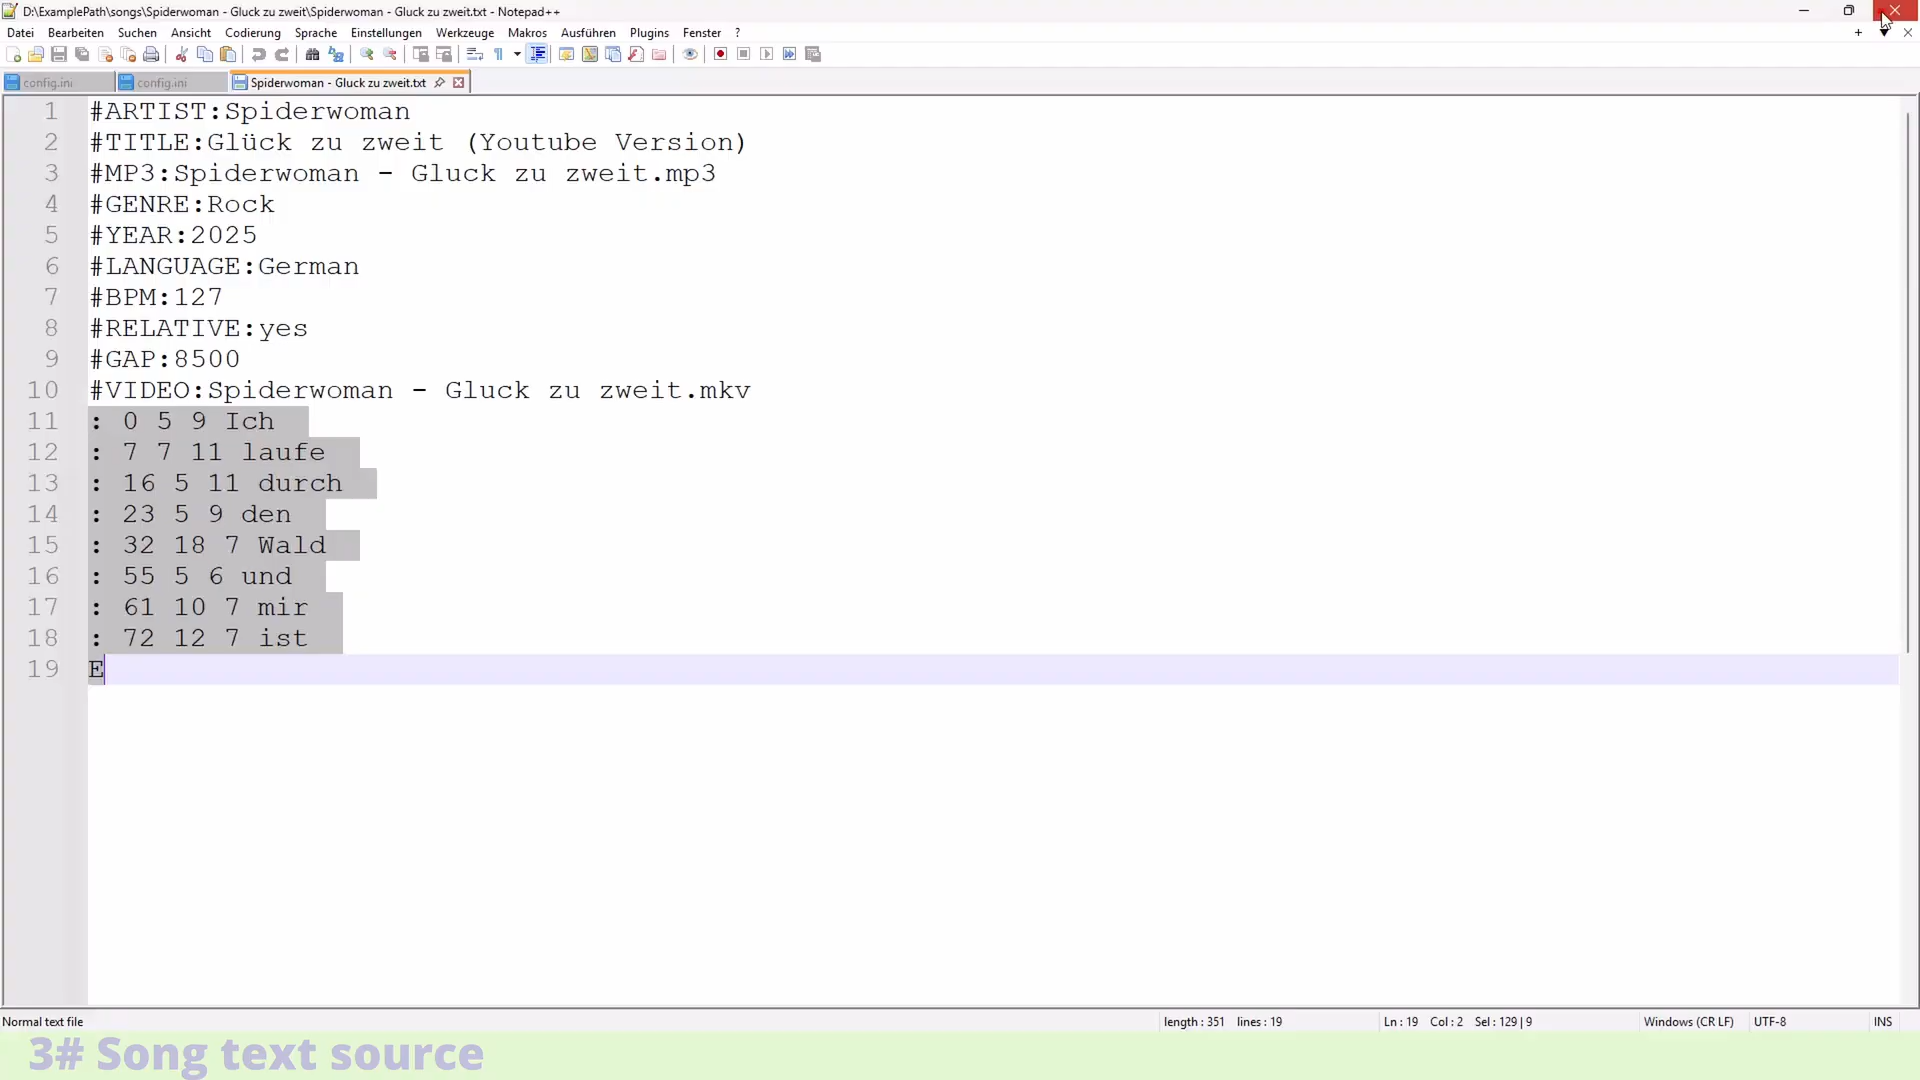 D:\ExamplePath\songs\Spiderwoman - Gluck zu zweit\Spiderwoman - Gluck zu zweit.txt - Notepad++
Datei Bearbeiten Suchen Ansicht Codierung Sprache Einstellungen Werkzeuge Makros Ausführen Plugins Fenster ?
config.ini config.ini Spiderwoman - Gluck zu zweit.txt
1 #ARTIST:Spiderwoman
2 #TITLE:Glück zu zweit (Youtube Version)
3 #MP3:Spiderwoman - Gluck zu zweit.mp3
4 #GENRE:Rock
5 #YEAR:2025
6 #LANGUAGE:German
7 #BPM:127
8 #RELATIVE:yes
9 #GAP:8500
10 #VIDEO:Spiderwoman - Gluck zu zweit.mkv
11 : 0 5 9 Ich
12 : 7 7 11 laufe
13 : 16 5 11 durch
14 : 23 5 9 den
15 : 32 18 7 Wald
16 : 55 5 6 und
17 : 61 10 7 mir
18 : 72 12 7 ist
19 E
Normal text file length : 351 lines : 19 Ln : 19 Col : 2 Sel : 129 | 9 Windows (CR LF) UTF-8 INS
3# Song text source